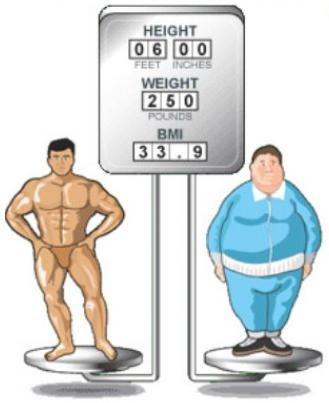 HEIGHT
06 00
FEET INCHES
WEIGHT
250
POUNDS
BMI
33.9